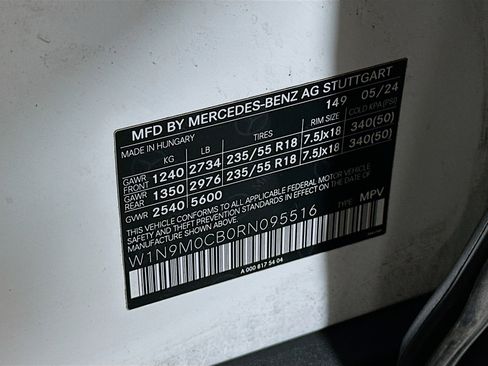 MFD BY MERCEDES-BENZ AG STUTTGART
MADE IN HUNGARY 149 05/24
KG LB TIRES RIM SIZE COLD KPA(PSI)
GAWR FRONT 1240 2734 235/55 R18 7.5Jx18 340(50)
GAWR REAR 1350 2976 235/55 R18 7.5Jx18 340(50)
GVWR 2540 5600
THIS VEHICLE CONFORMS TO ALL APPLICABLE FEDERAL MOTOR VEHICLE
SAFETY AND THEFT PREVENTION STANDARDS IN EFFECT ON THE DATE OF
MANUFACTURE SHOWN ABOVE.
W1N9M0CB0RN095516 TYPE MPV
A 000 817 54 04